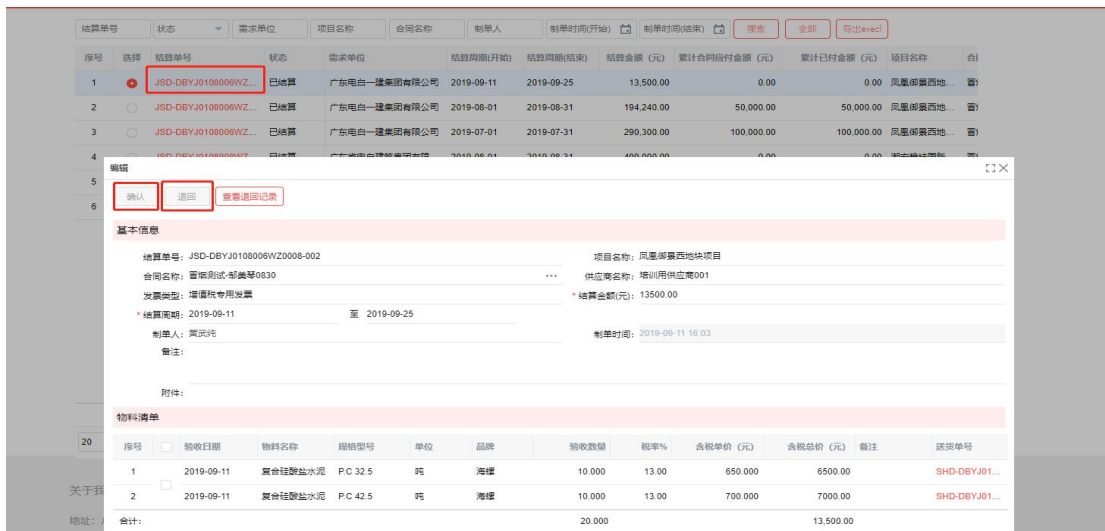 结算单号 状态 需求单位 项目名称 合同名称 制单人 制单时间(开始) 制单时间(结束) 搜索 全部 导出execl
序号 选择 结算单号 状态 需求单位 结算周期(开始) 结算周期(结束) 结算金额 (元) 累计合同应付金额 (元) 累计已付金额 (元) 项目名称
1 JSD-DBYJ0108006WZ... 已结算 广东电白一建集团有限公司 2019-09-11 2019-09-25 13,500.00 0.00 0.00 凤凰御景西地...
2 JSD-DBYJ0108006WZ... 已结算 广东电白一建集团有限公司 2019-08-01 2019-08-31 194,240.00 50,000.00 50,000.00 凤凰御景西地...
3 JSD-DBYJ0108006WZ... 已结算 广东电白一建集团有限公司 2019-07-01 2019-07-31 290,300.00 100,000.00 100,000.00 凤凰御景西地...
4
编辑
5
确认 退回 查看退回记录
6
基本信息
结算单号: JSD-DBYJ0108006WZ0008-002 项目名称: 凤凰御景西地块项目
合同名称: 冒烟测试-邹美琴0830 ... 供应商名称: 培训用供应商001
发票类型: 增值税专用发票 * 结算金额(元): 13500.00
* 结算周期: 2019-09-11 至 2019-09-25
制单人: 黄武纯 制单时间: 2019-09-11 16:03
备注:
附件:
物料清单
20
序号 验收日期 物料名称 规格型号 单位 品牌 验收数量 税率% 含税单价 (元) 含税总价 (元) 备注 送货单号
1 2019-09-11 复合硅酸盐水泥 P.C 32.5 吨 海螺 10.000 13.00 650.000 6500.00 SHD-DBYJ01...
2 2019-09-11 复合硅酸盐水泥 P.C 42.5 吨 海螺 10.000 13.00 700.000 7000.00 SHD-DBYJ01...
关于我
地址:
合计: 20.000 13,500.00